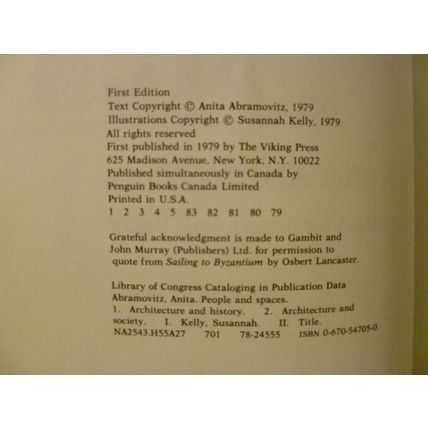 First Edition
Text Copyright © Anita Abramovitz, 1979
Illustrations Copyright © Susannah Kelly, 1979
All rights reserved
First published in 1979 by The Viking Press
625 Madison Avenue, New York, N.Y. 10022
Published simultaneously in Canada by
Penguin Books Canada Limited
Printed in U.S.A.
1 2 3 4 5 83 82 81 80 79
Grateful acknowledgment is made to Gambit and
John Murray (Publishers) Ltd. for permission to
quote from Sailing to Byzantium by Osbert Lancaster.
Library of Congress Cataloging in Publication Data
Abramovitz, Anita. People and spaces.
1. Architecture and history. 2. Architecture and
society. I. Kelly, Susannah. II. Title.
NA2543.H55A27 701 78-24555 ISBN 0-670-54705-0